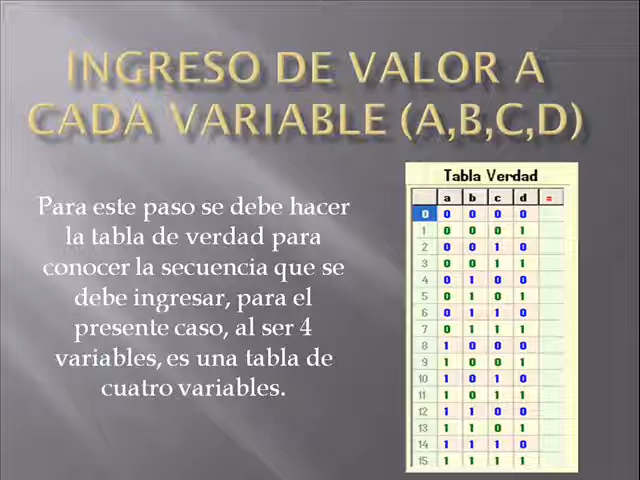 INGRESO DE VALOR A
CADA VARIABLE (A,B,C,D)
Para este paso se debe hacer
la tabla de verdad para
conocer la secuencia que se
debe ingresar, para el
presente caso, al ser 4
variables, es una tabla de
cuatro variables.
Tabla Verdad
a b c d =
0 0 0 0 0
1 0 0 0 1
2 0 0 1 0
3 0 0 1 1
4 0 1 0 0
5 0 1 0 1
6 0 1 1 0
7 0 1 1 1
8 1 0 0 0
9 1 0 0 1
10 1 0 1 0
11 1 0 1 1
12 1 1 0 0
13 1 1 0 1
14 1 1 1 0
15 1 1 1 1